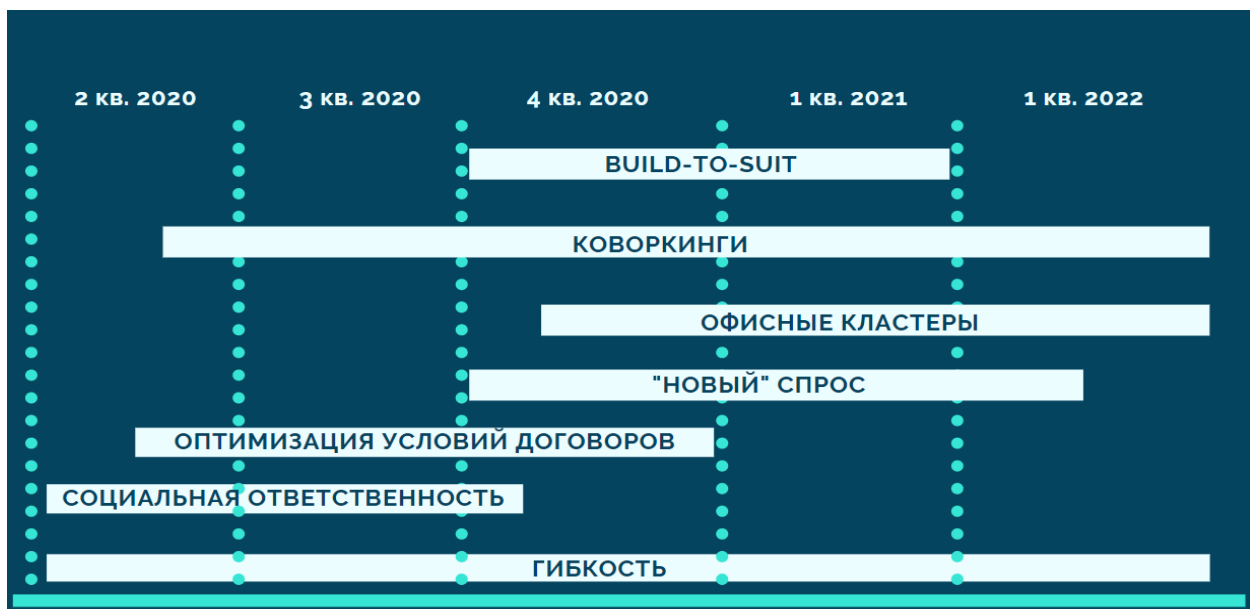 2 кв. 2020 3 кв. 2020 4 кв. 2020 1 кв. 2021 1 кв. 2022
BUILD-TO-SUIT
КОВОРКИНГИ
ОФИСНЫЕ КЛАСТЕРЫ
"НОВЫЙ" СПРОС
ОПТИМИЗАЦИЯ УСЛОВИЙ ДОГОВОРОВ
СОЦИАЛЬНАЯ ОТВЕТСТВЕННОСТЬ
ГИБКОСТЬ